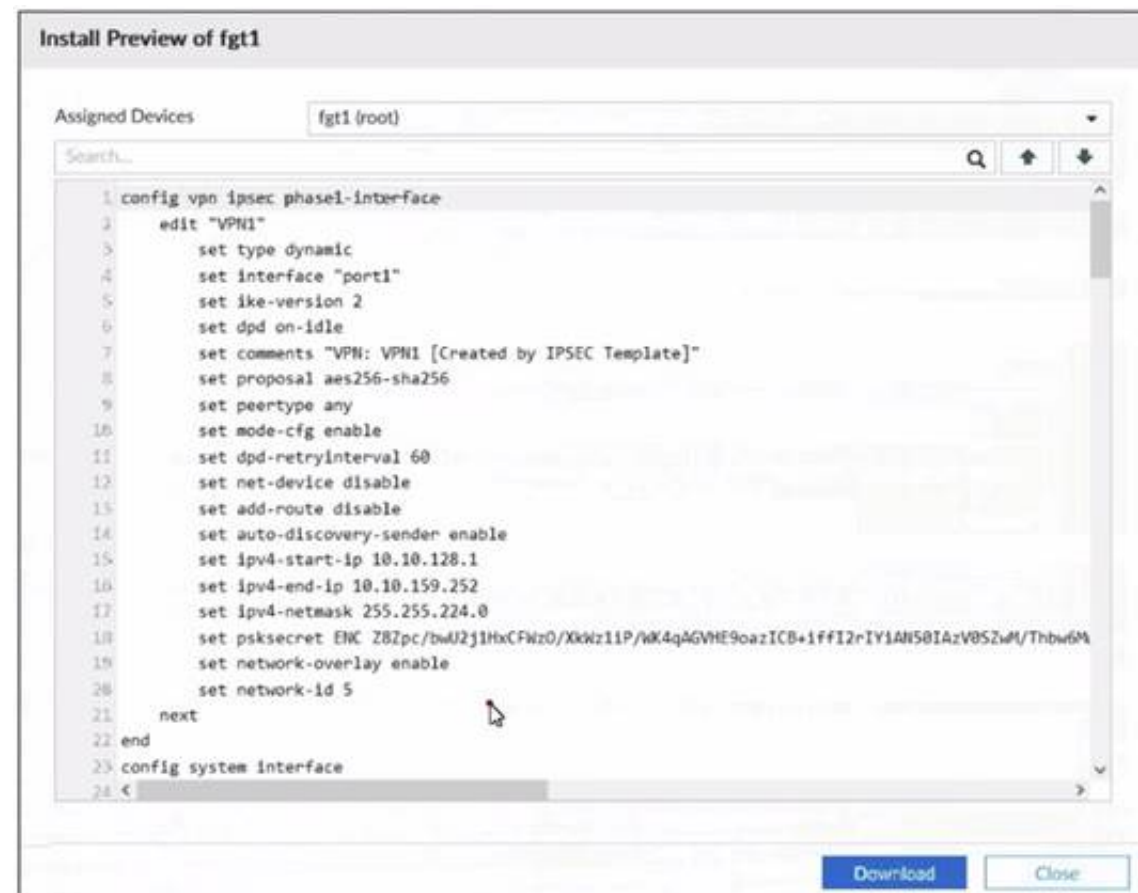 Install Preview of fgt1
Assigned Devices fgt1 (root)
Search...
1 config vpn ipsec phase1-interface
2 edit "VPN1"
3 set type dynamic
4 set interface "port1"
5 set ike-version 2
6 set dpd on-idle
7 set comments "VPN: VPN1 [Created by IPSEC Template]"
8 set proposal aes256-sha256
9 set peertype any
10 set mode-cfg enable
11 set dpd-retryinterval 60
12 set net-device disable
13 set add-route disable
14 set auto-discovery-sender enable
15 set ipv4-start-ip 10.10.128.1
16 set ipv4-end-ip 10.10.159.252
17 set ipv4-netmask 255.255.224.0
18 set psksecret ENC
19 set network-overlay enable
20 set network-id 5
21 next
22 end
23 config system interface
24
Download Close